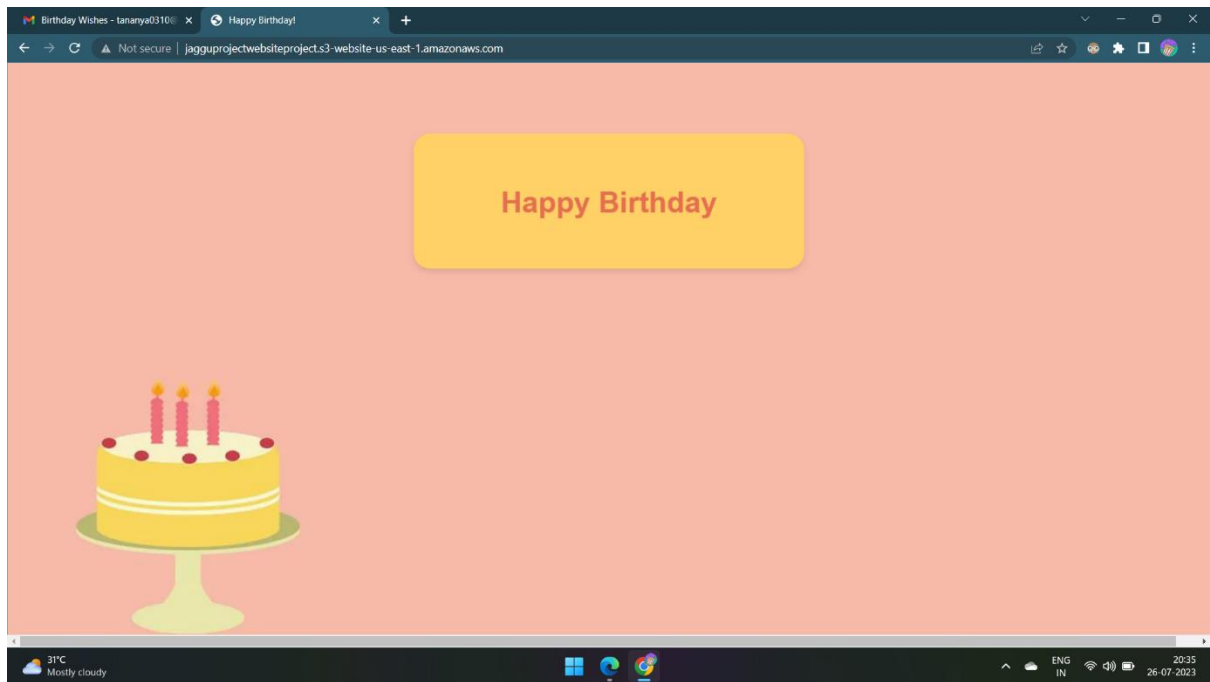 Birthday Wishes - tananya0310@
Happy Birthday!
Not secure | jagguprojectwebsiteproject.s3-website-us-east-1.amazonaws.com
Happy Birthday
31°C
Mostly cloudy
ENG
IN
20:35
26-07-2023